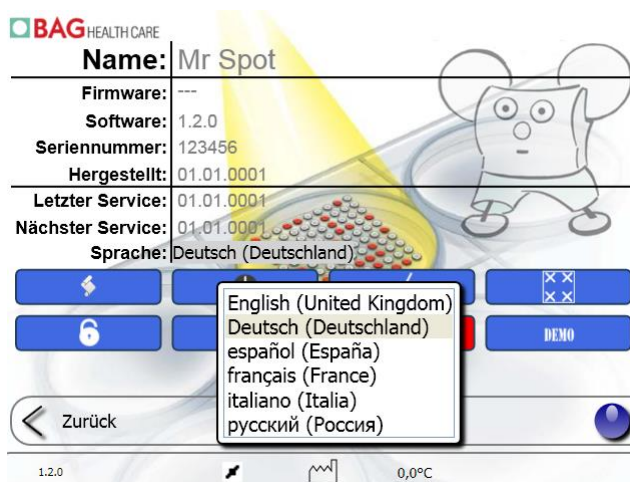 BAG HEALTH CARE
Name: Mr Spot
Firmware: ---
Software: 1.2.0
Seriennummer: 123456
Hergestellt: 01.01.0001
Letzter Service: 01.01.0001
Nächster Service: 01.01.0001
Sprache: Deutsch (Deutschland)
English (United Kingdom)
Deutsch (Deutschland)
español (España)
français (France)
italiano (Italia)
русский (Россия)
DEMO
Zurück
1.2.0
0,0°C